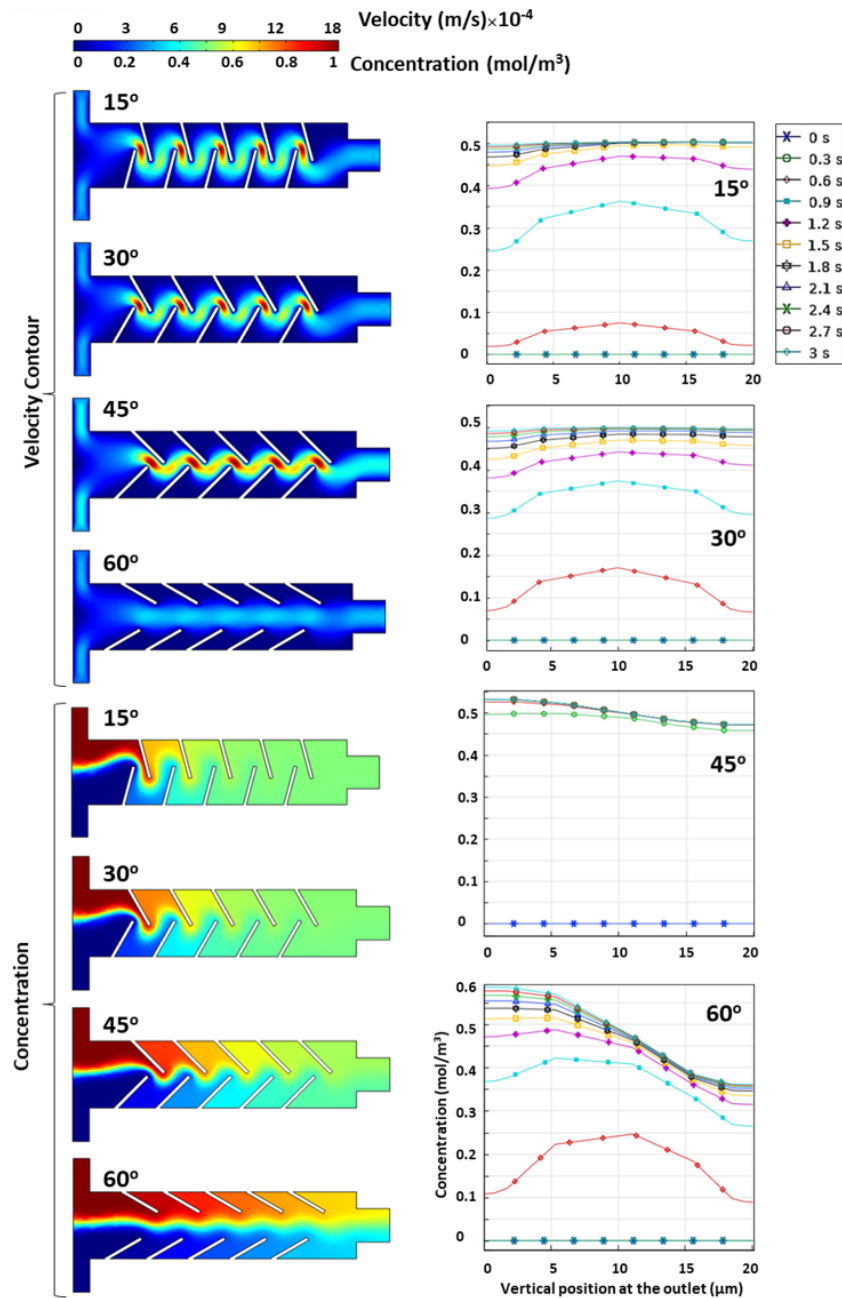 Velocity (m/s)×10⁻⁴
0 3 6 9 12 18
0 0.2 0.4 0.6 0.8 1
Concentration (mol/m³)
Velocity Contour
15°
30°
45°
60°
Concentration
15°
30°
45°
60°
0.5
0.4
0.3
0.2
0.1
0
15°
0 5 10 15 20
0 s
0.3 s
0.6 s
0.9 s
1.2 s
1.5 s
1.8 s
2.1 s
2.4 s
2.7 s
3 s
0.5
0.4
0.3
0.2
0.1
0
30°
0 5 10 15 20
0.5
0.4
0.3
0.2
0.1
0
45°
0 5 10 15 20
0.6
0.5
0.4
0.3
0.2
0.1
0
60°
Concentration (mol/m³)
0 5 10 15 20
Vertical position at the outlet (μm)